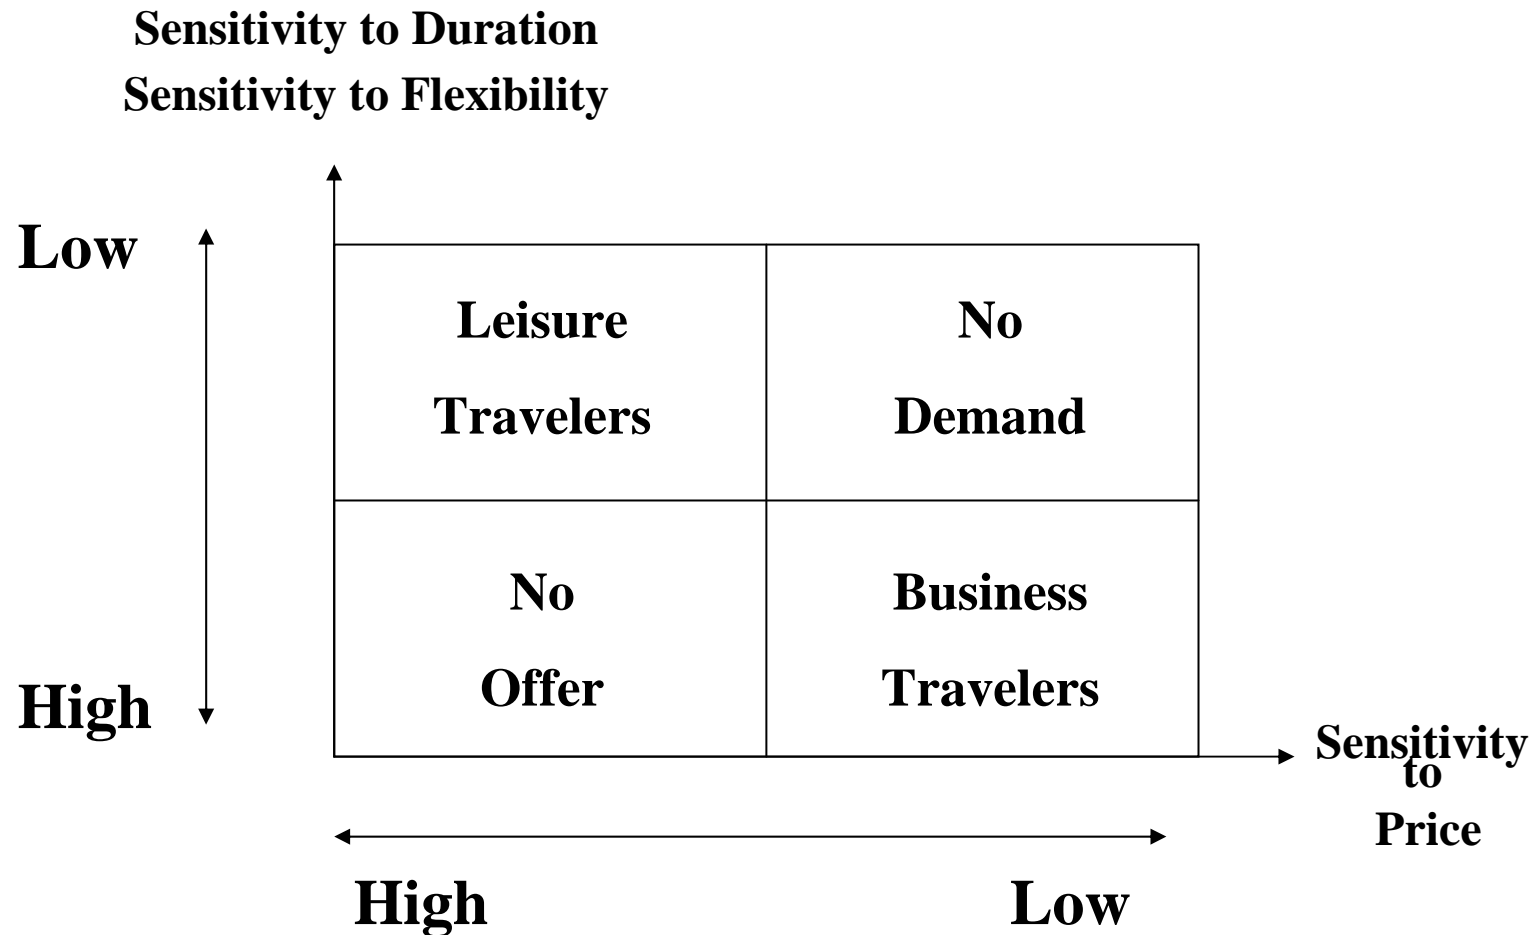 Sensitivity to Duration
Sensitivity to Flexibility
Low
Leisure
Travelers
No
Demand
No
Offer
Business
Travelers
High
Sensitivity
to
Price
High
Low